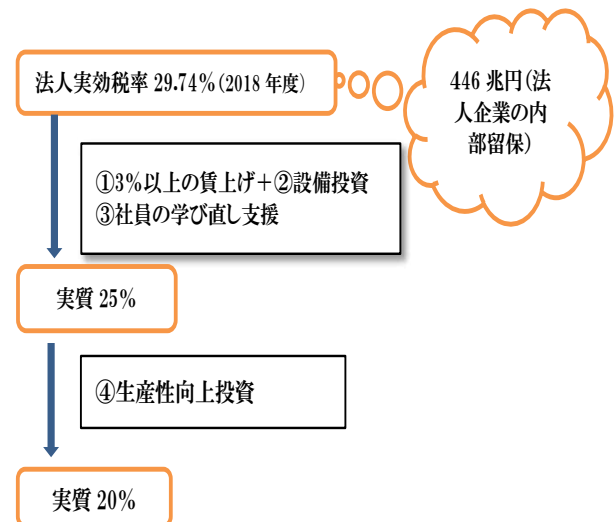 法人実効税率 29.74%(2018 年度)
446 兆円(法
人企業の内
部留保)
①3%以上の賃上げ+②設備投資
③社員の学び直し支援
実質 25%
④生産性向上投資
実質 20%